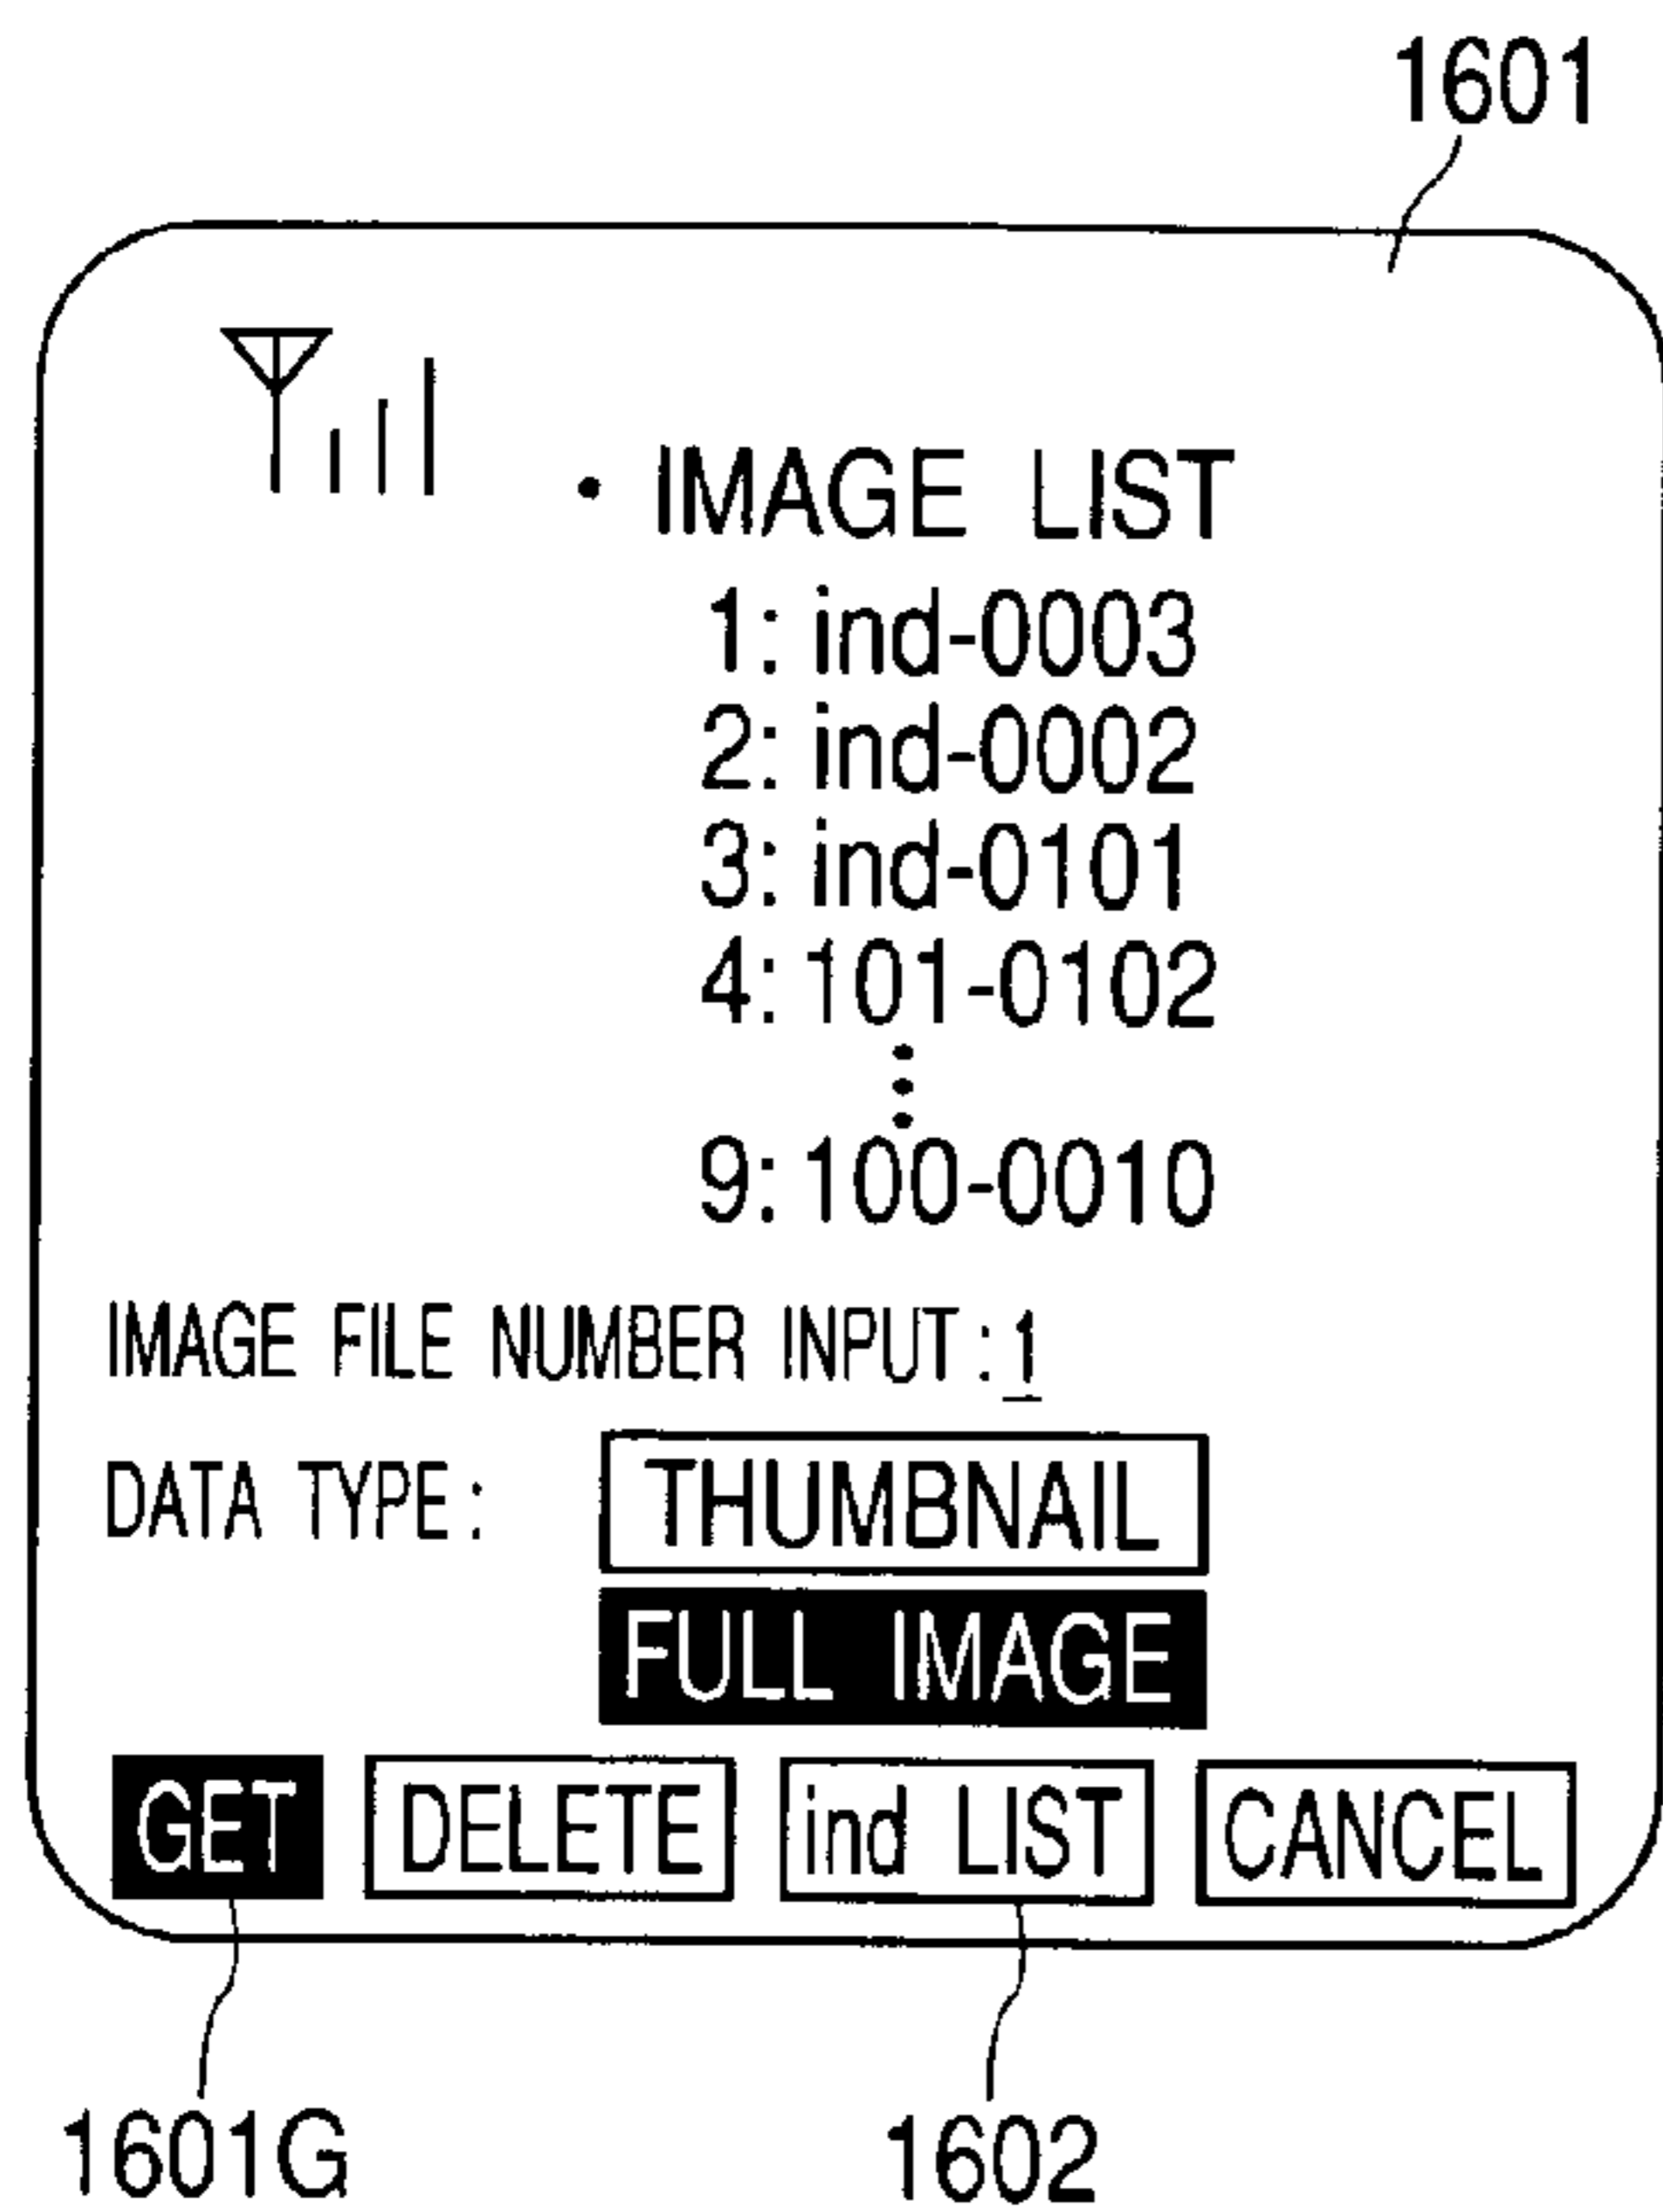 1601
• IMAGE LIST
1: ind-0003
2: ind-0002
3: ind-0101
4: 101-0102
⋮
9: 100-0010
IMAGE FILE NUMBER INPUT : 1
DATA TYPE : THUMBNAIL
FULL IMAGE
GET DELETE ind LIST CANCEL
1601G 1602